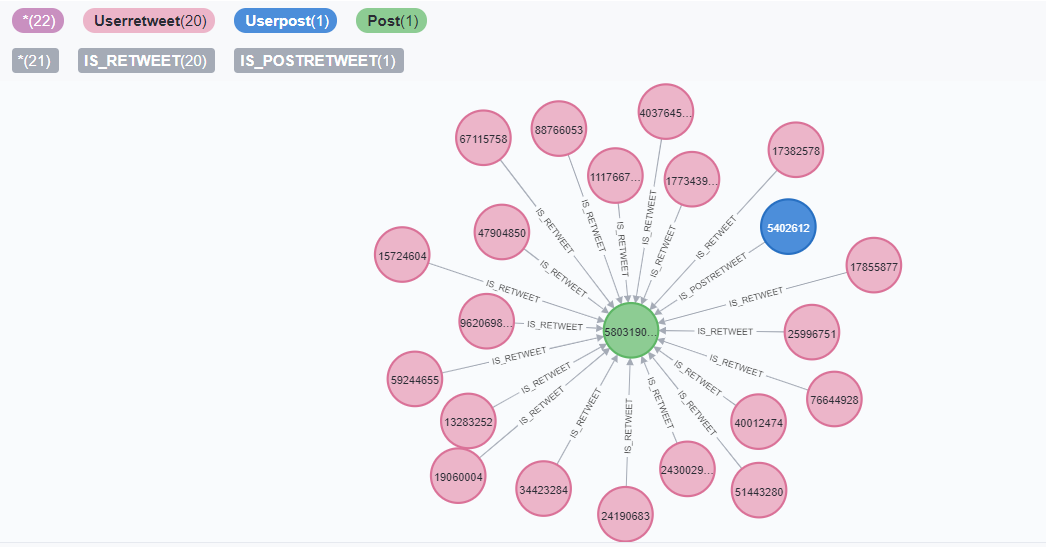 *(22) Userretweet(20) Userpost(1) Post(1)
*(21) IS_RETWEET(20) IS_POSTRETWEET(1)
4037645...
88766053
67115758
17382578
1117667...
1773439...
5402612
47904850
15724604
17855877
IS_RETWEET
IS_RETWEET
IS_RETWEET
IS_RETWEET
IS_RETWEET
IS_RETWEET
IS_POSTRETWEET
IS_RETWEET
IS_RETWEET
IS_RETWEET
9620698...
IS_RETWEET
5803190...
IS_RETWEET
25996751
IS_RETWEET
IS_RETWEET
59244655
IS_RETWEET
IS_RETWEET
76644928
IS_RETWEET
IS_RETWEET
IS_RETWEET
IS_RETWEET
IS_RETWEET
13283252
40012474
19060004
34423284
2430029...
51443280
24190683